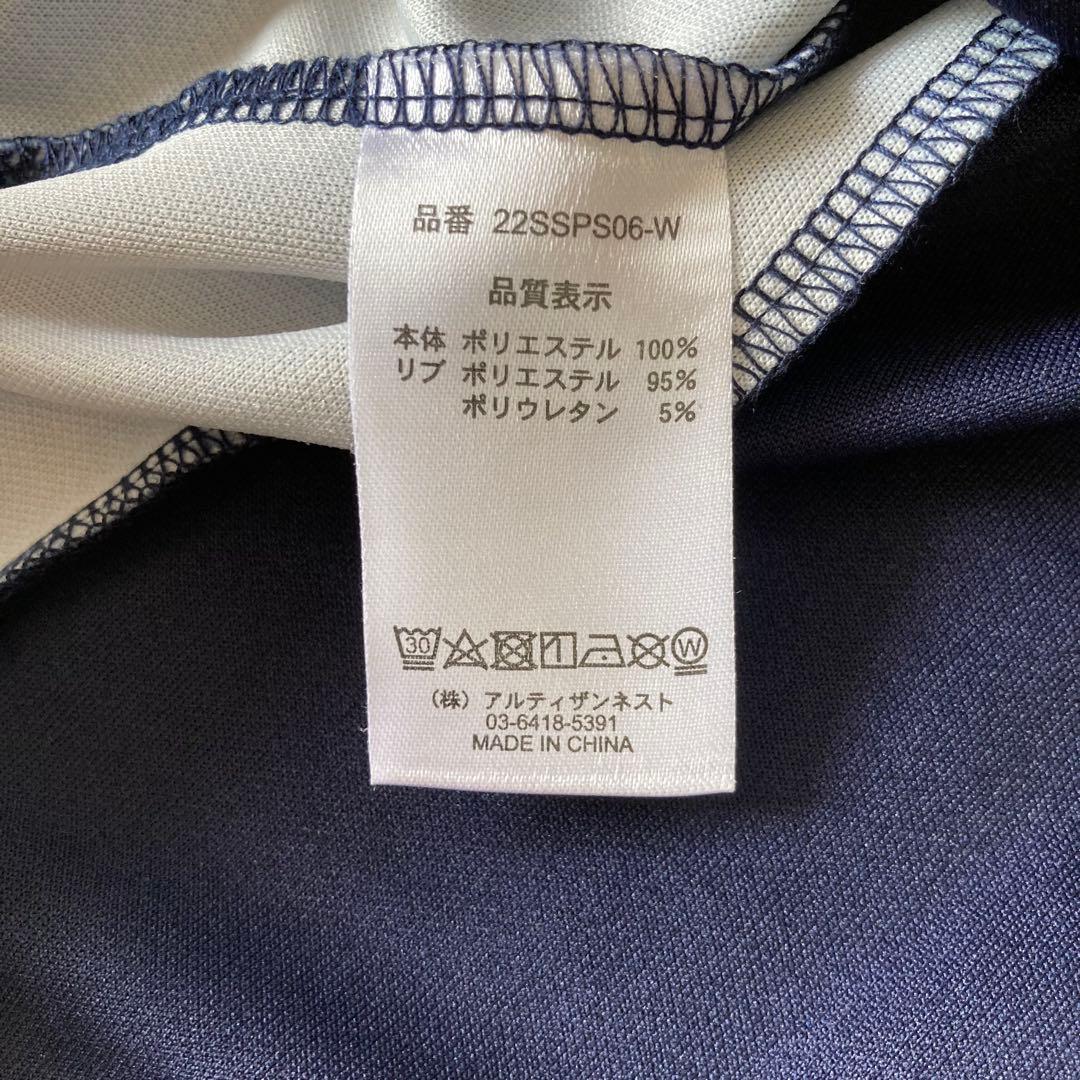 品番 22SSPS06-W
品質表示
本体 ポリエステル 100%
リブ ポリエステル 95%
ポリウレタン 5%
30 W
（株）アルティザンネスト
03-6418-5391
MADE IN CHINA